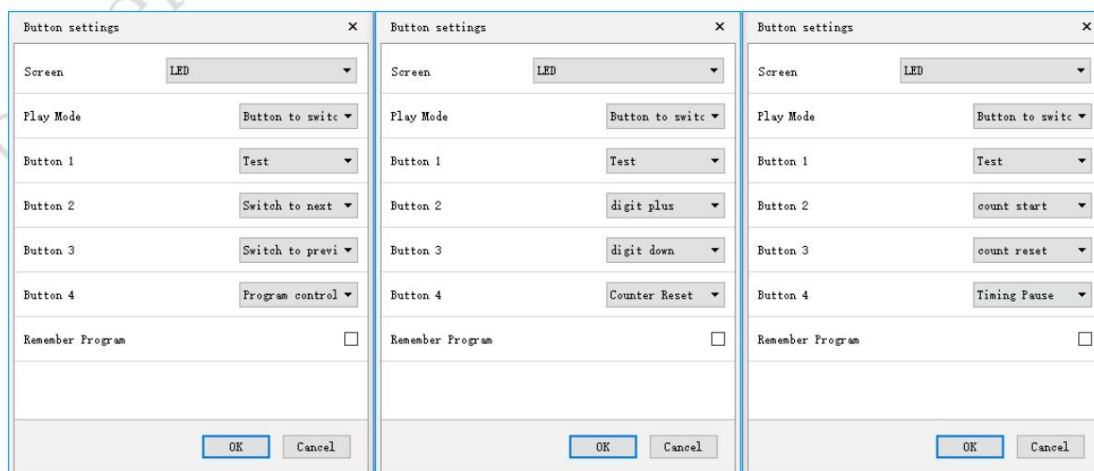 Button settings ×
Screen LED
Play Mode Button to switc
Button 1 Test
Button 2 Switch to next
Button 3 Switch to previ
Button 4 Program control
Remember Program
OK Cancel
Button settings ×
Screen LED
Play Mode Button to switc
Button 1 Test
Button 2 digit plus
Button 3 digit down
Button 4 Counter Reset
Remember Program
OK Cancel
Button settings ×
Screen LED
Play Mode Button to switc
Button 1 Test
Button 2 count start
Button 3 count reset
Button 4 Timing Pause
Remember Program
OK Cancel